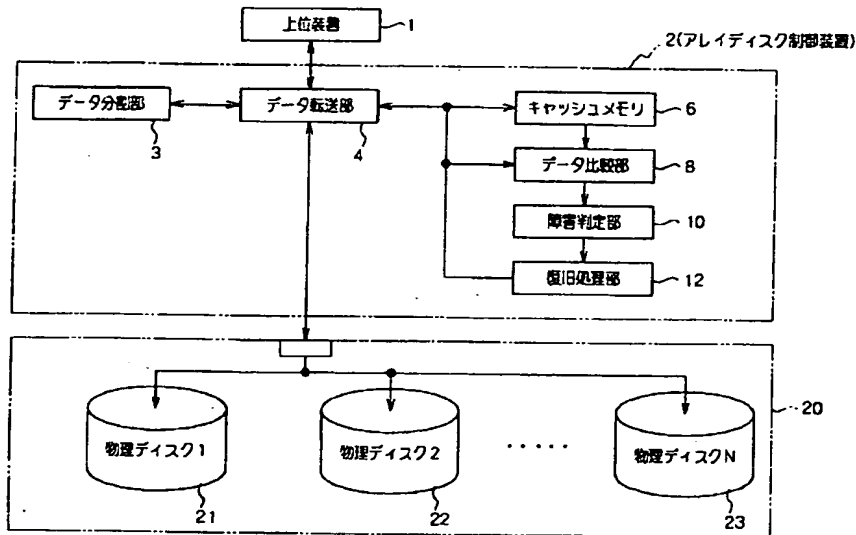 上位装置
1
2(アレイディスク制御装置)
データ分割部
3
データ転送部
4
キャッシュメモリ
6
データ比較部
8
障害判定部
10
復旧処理部
12
20
物理ディスク1
21
物理ディスク2
22
.....
物理ディスクN
23